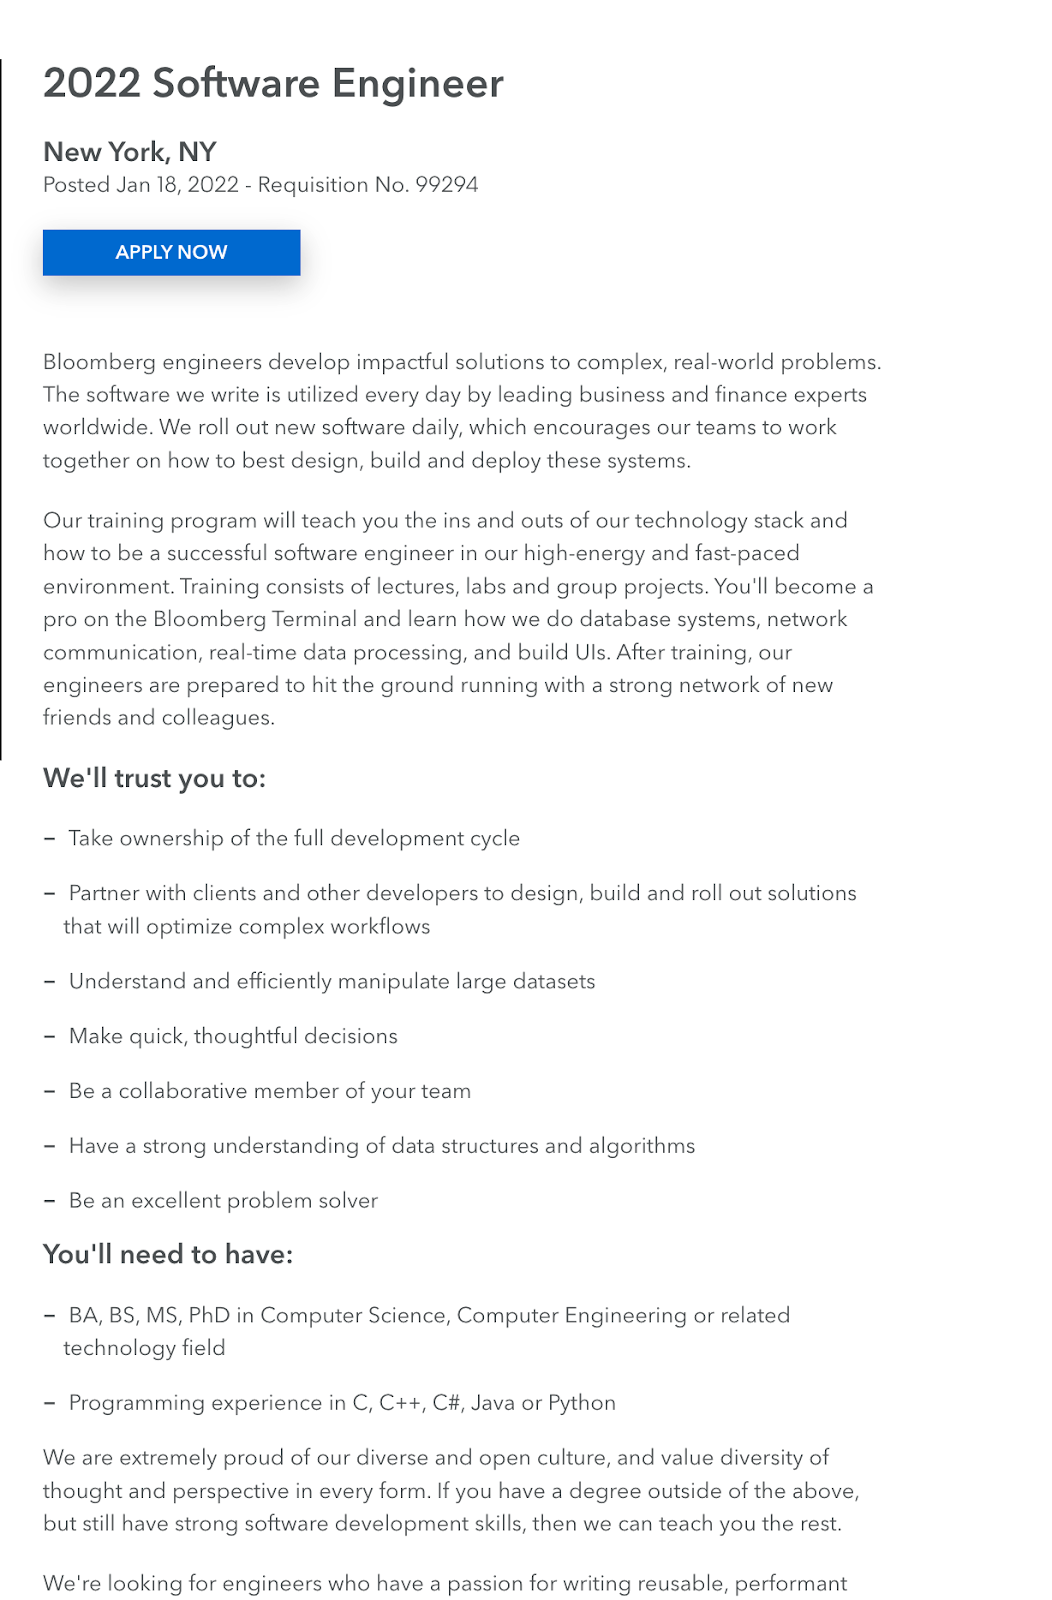 2022 Software Engineer
New York, NY
Posted Jan 18, 2022 - Requisition No. 99294
APPLY NOW
Bloomberg engineers develop impactful solutions to complex, real-world problems.
The software we write is utilized every day by leading business and finance experts
worldwide. We roll out new software daily, which encourages our teams to work
together on how to best design, build and deploy these systems.
Our training program will teach you the ins and outs of our technology stack and
how to be a successful software engineer in our high-energy and fast-paced
environment. Training consists of lectures, labs and group projects. You'll become a
pro on the Bloomberg Terminal and learn how we do database systems, network
communication, real-time data processing, and build UIs. After training, our
engineers are prepared to hit the ground running with a strong network of new
friends and colleagues.
We'll trust you to:
– Take ownership of the full development cycle
– Partner with clients and other developers to design, build and roll out solutions
that will optimize complex workflows
– Understand and efficiently manipulate large datasets
– Make quick, thoughtful decisions
– Be a collaborative member of your team
– Have a strong understanding of data structures and algorithms
– Be an excellent problem solver
You'll need to have:
– BA, BS, MS, PhD in Computer Science, Computer Engineering or related
technology field
– Programming experience in C, C++, C#, Java or Python
We are extremely proud of our diverse and open culture, and value diversity of
thought and perspective in every form. If you have a degree outside of the above,
but still have strong software development skills, then we can teach you the rest.
We're looking for engineers who have a passion for writing reusable, performant